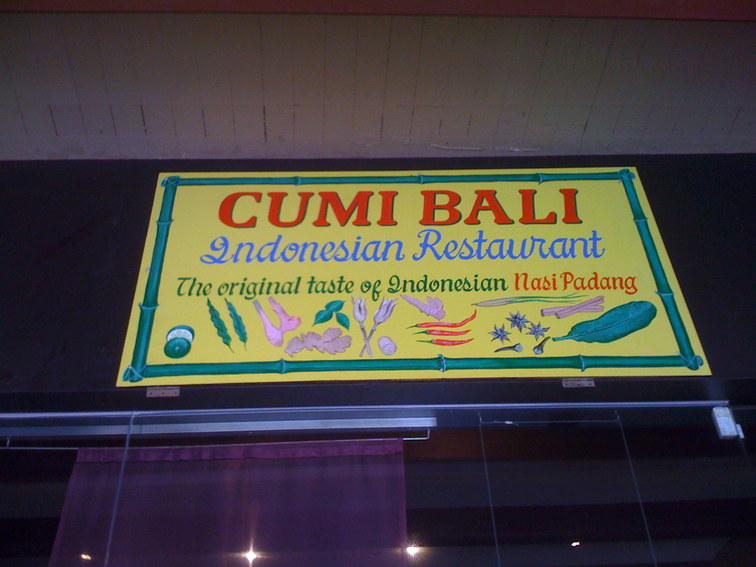 CUMI BALI
Indonesian Restaurant
The original taste of Indonesian Nasi Padang